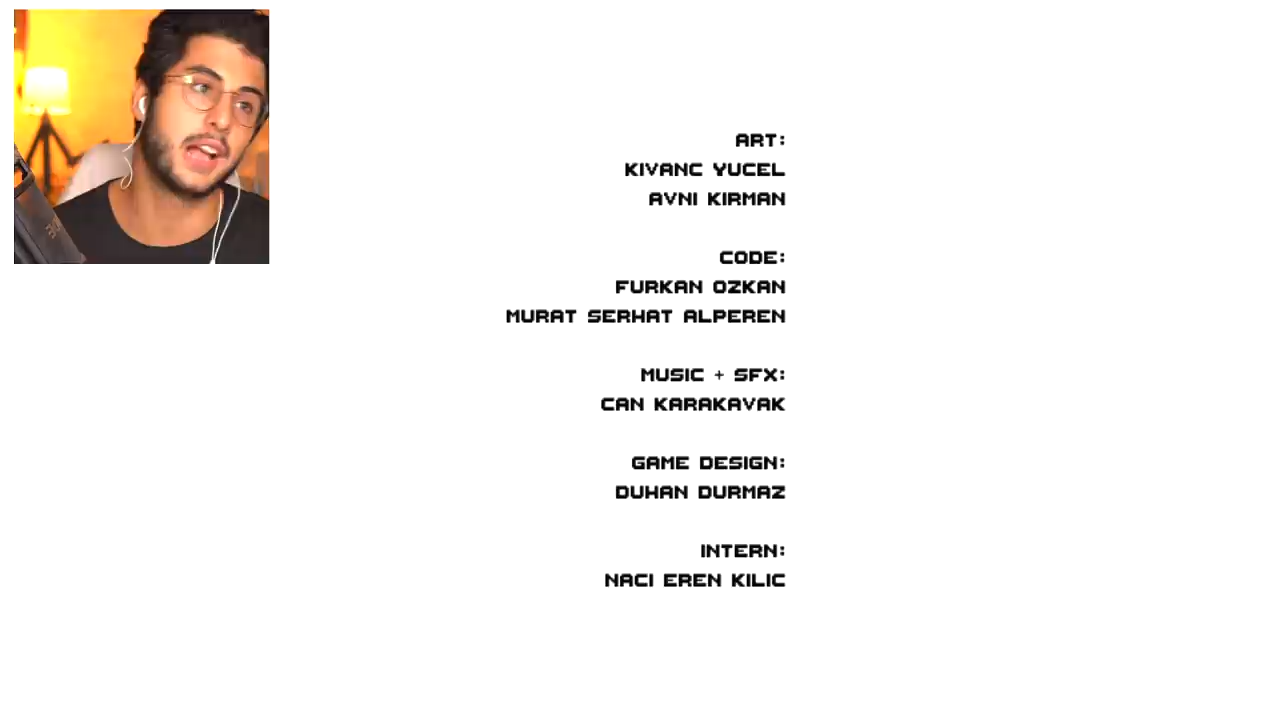 ART:
KIVANC YUCEL
AVNI KIRMAN
CODE:
FURKAN OZKAN
MURAT SERHAT ALPEREN
MUSIC + SFX:
CAN KARAKAVAK
GAME DESIGN:
DUHAN DURMAZ
INTERN:
NACI EREN KILIC